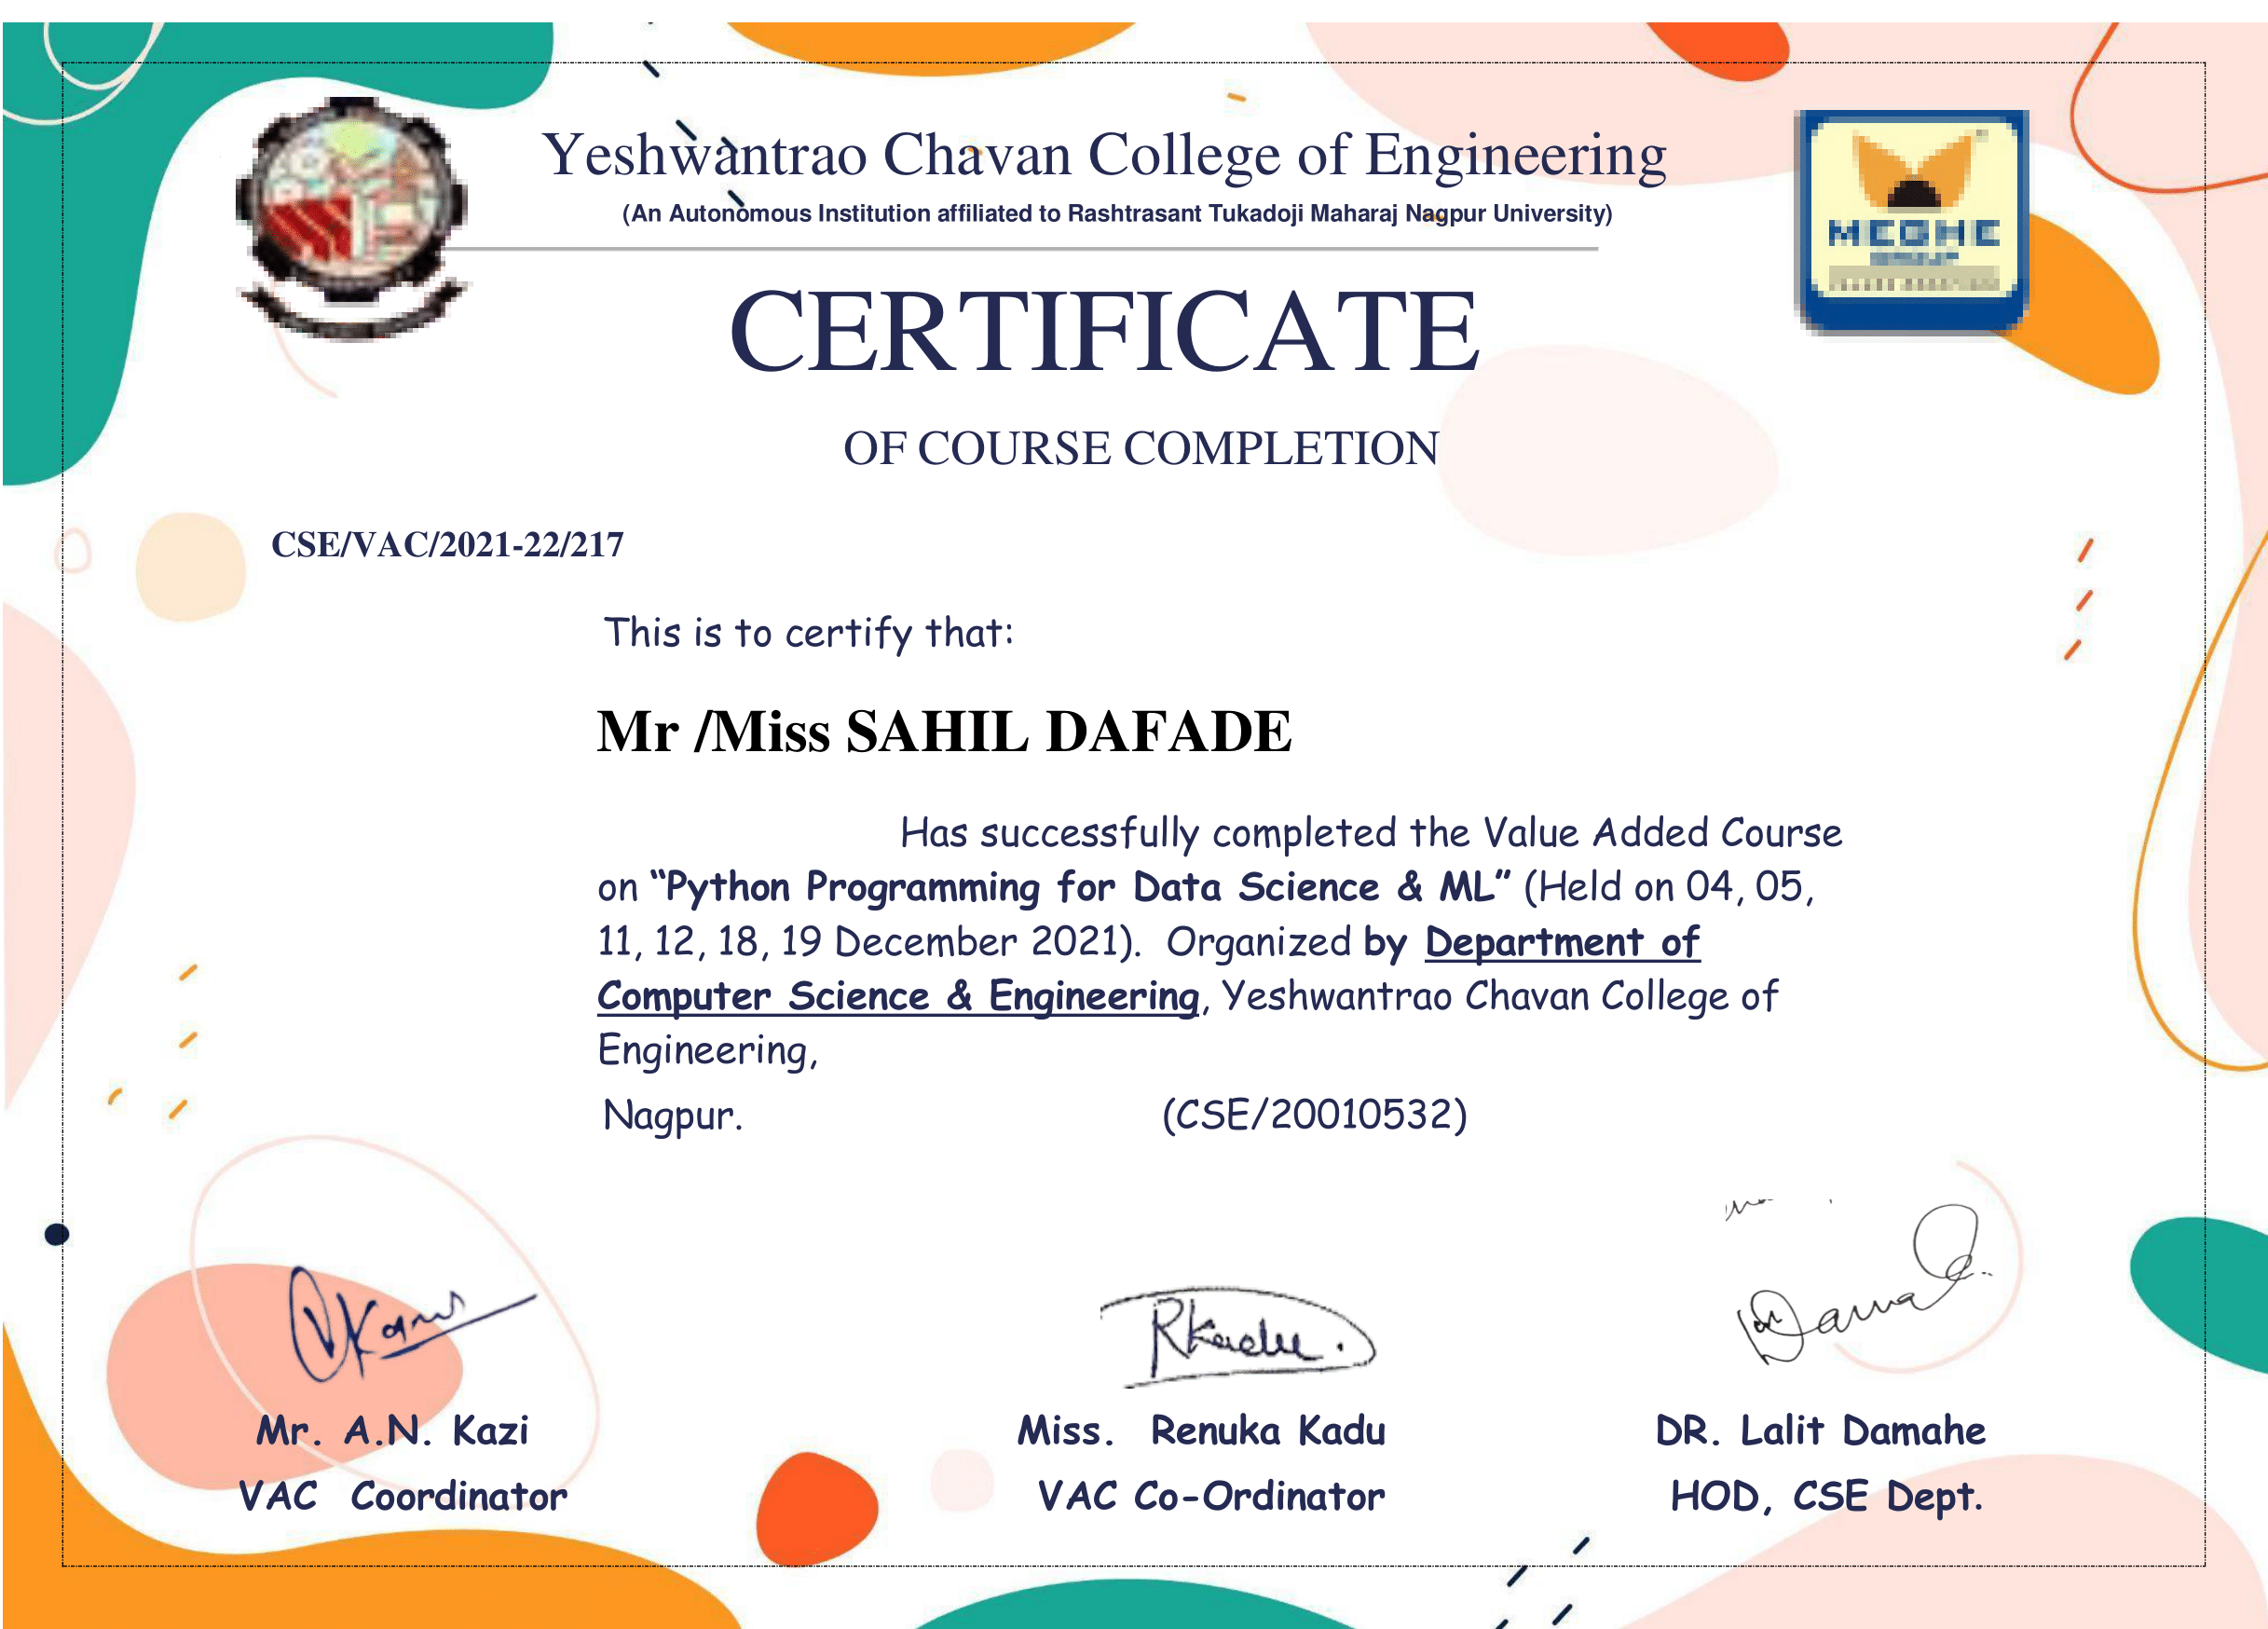 Yeshwantrao Chavan College of Engineering
(An Autonomous Institution affiliated to Rashtrasant Tukadoji Maharaj Nagpur University)
MEGHE
GROUP
CERTIFICATE
OF COURSE COMPLETION
CSE/VAC/2021-22/217
This is to certify that:
Mr /Miss SAHIL DAFADE
Has successfully completed the Value Added Course
on “Python Programming for Data Science & ML” (Held on 04, 05,
11, 12, 18, 19 December 2021). Organized by Department of
Computer Science & Engineering, Yeshwantrao Chavan College of
Engineering,
Nagpur. (CSE/20010532)
RKadu.
Mr. A.N. Kazi Miss. Renuka Kadu DR. Lalit Damahe
VAC Coordinator VAC Co-Ordinator HOD, CSE Dept.